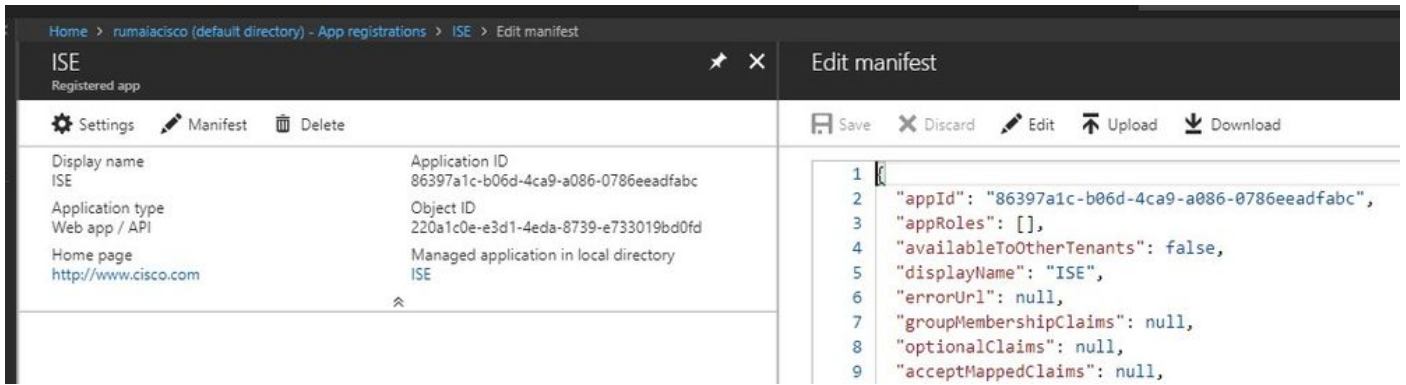 Home > rumaiacisco (default directory) - App registrations > ISE > Edit manifest
ISE
Registered app
Settings Manifest Delete
Display name
ISE
Application ID
86397a1c-b06d-4ca9-a086-0786eeadfabc
Application type
Web app / API
Object ID
220a1c0e-e3d1-4eda-8739-e733019bd0fd
Home page
http://www.cisco.com
Managed application in local directory
ISE
Edit manifest
Save Discard Edit Upload Download
1 {
2 "appId": "86397a1c-b06d-4ca9-a086-0786eeadfabc",
3 "appRoles": [],
4 "availableToOtherTenants": false,
5 "displayName": "ISE",
6 "errorUrl": null,
7 "groupMembershipClaims": null,
8 "optionalClaims": null,
9 "acceptMappedClaims": null,